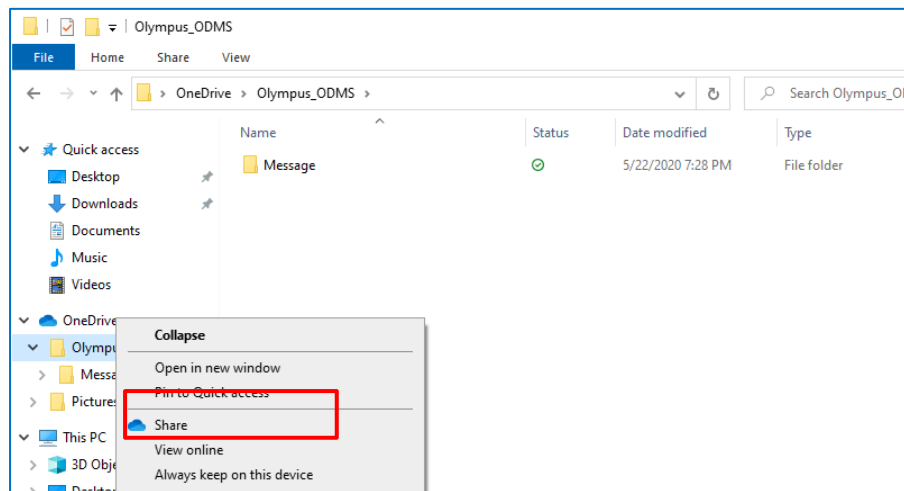 Olympus_ODMS
File Home Share View
OneDrive > Olympus_ODMS >
Search Olympus_O
Name Status Date modified Type
Message 5/22/2020 7:28 PM File folder
Quick access
Desktop
Downloads
Documents
Music
Videos
OneDrive
Olympu
Messa
Pictures
This PC
3D Obje
Desktop
Collapse
Open in new window
Pin to Quick access
Share
View online
Always keep on this device